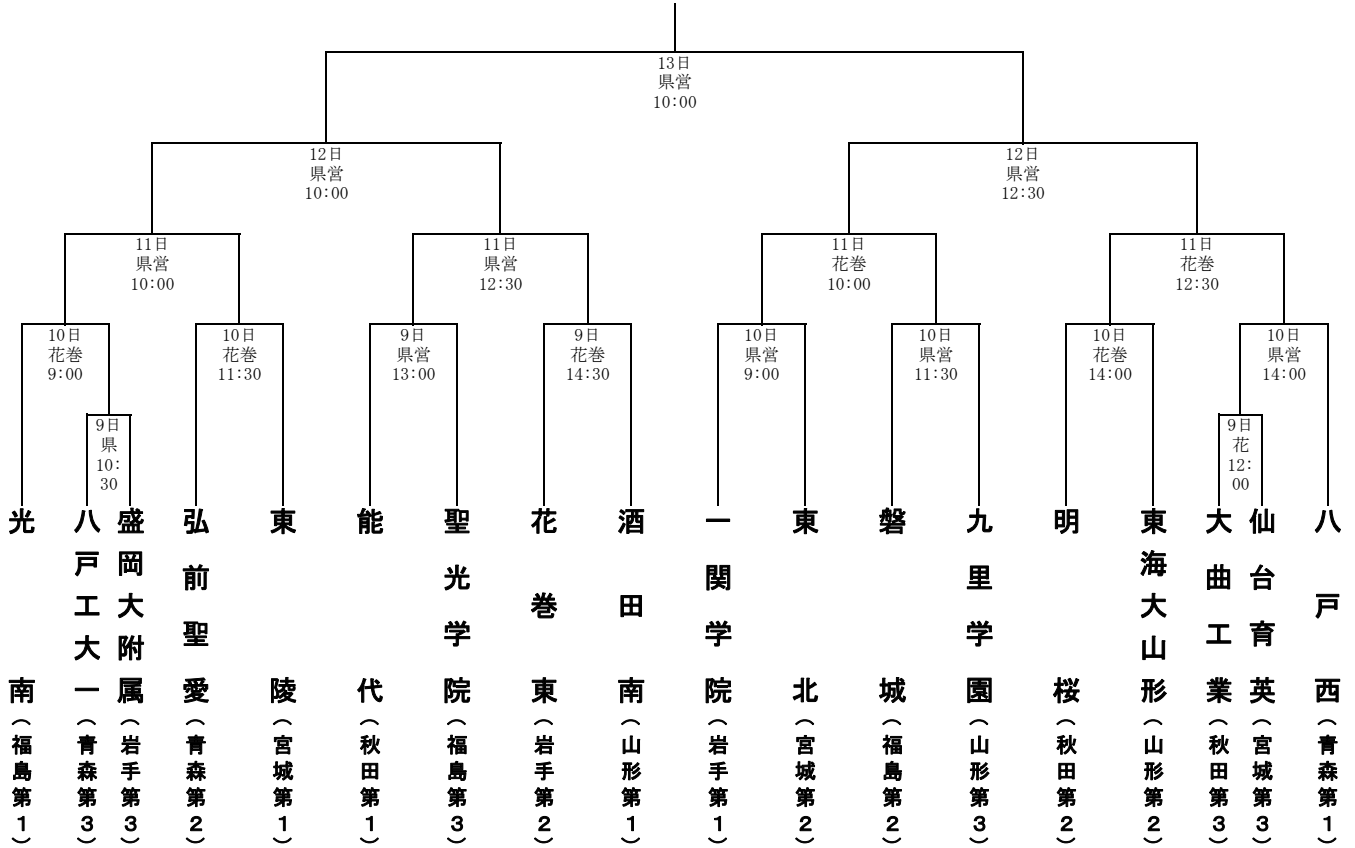 13日
県営
10:00
12日
県営
10:00
12日
県営
12:30
11日
県営
10:00
11日
県営
12:30
11日
花巻
10:00
11日
花巻
12:30
10日
花巻
9:00
10日
花巻
11:30
9日
県営
13:00
9日
花巻
14:30
10日
県営
9:00
10日
県営
11:30
10日
花巻
14:00
10日
県営
14:00
9日
県
10:
30
9日
花
12:
00
光南(福島第1)
八戸工大一(青森第3)
盛岡大附属(岩手第3)
弘前聖愛(青森第2)
東陵(宮城第1)
能代(秋田第1)
聖光学院(福島第3)
花巻東(岩手第2)
酒田南(山形第1)
一関学院(岩手第1)
東北(宮城第2)
磐城(福島第2)
九里学園(山形第3)
明桜(秋田第2)
東海大山形(山形第2)
大曲工業(秋田第3)
仙台育英(宮城第3)
八戸西(青森第1)